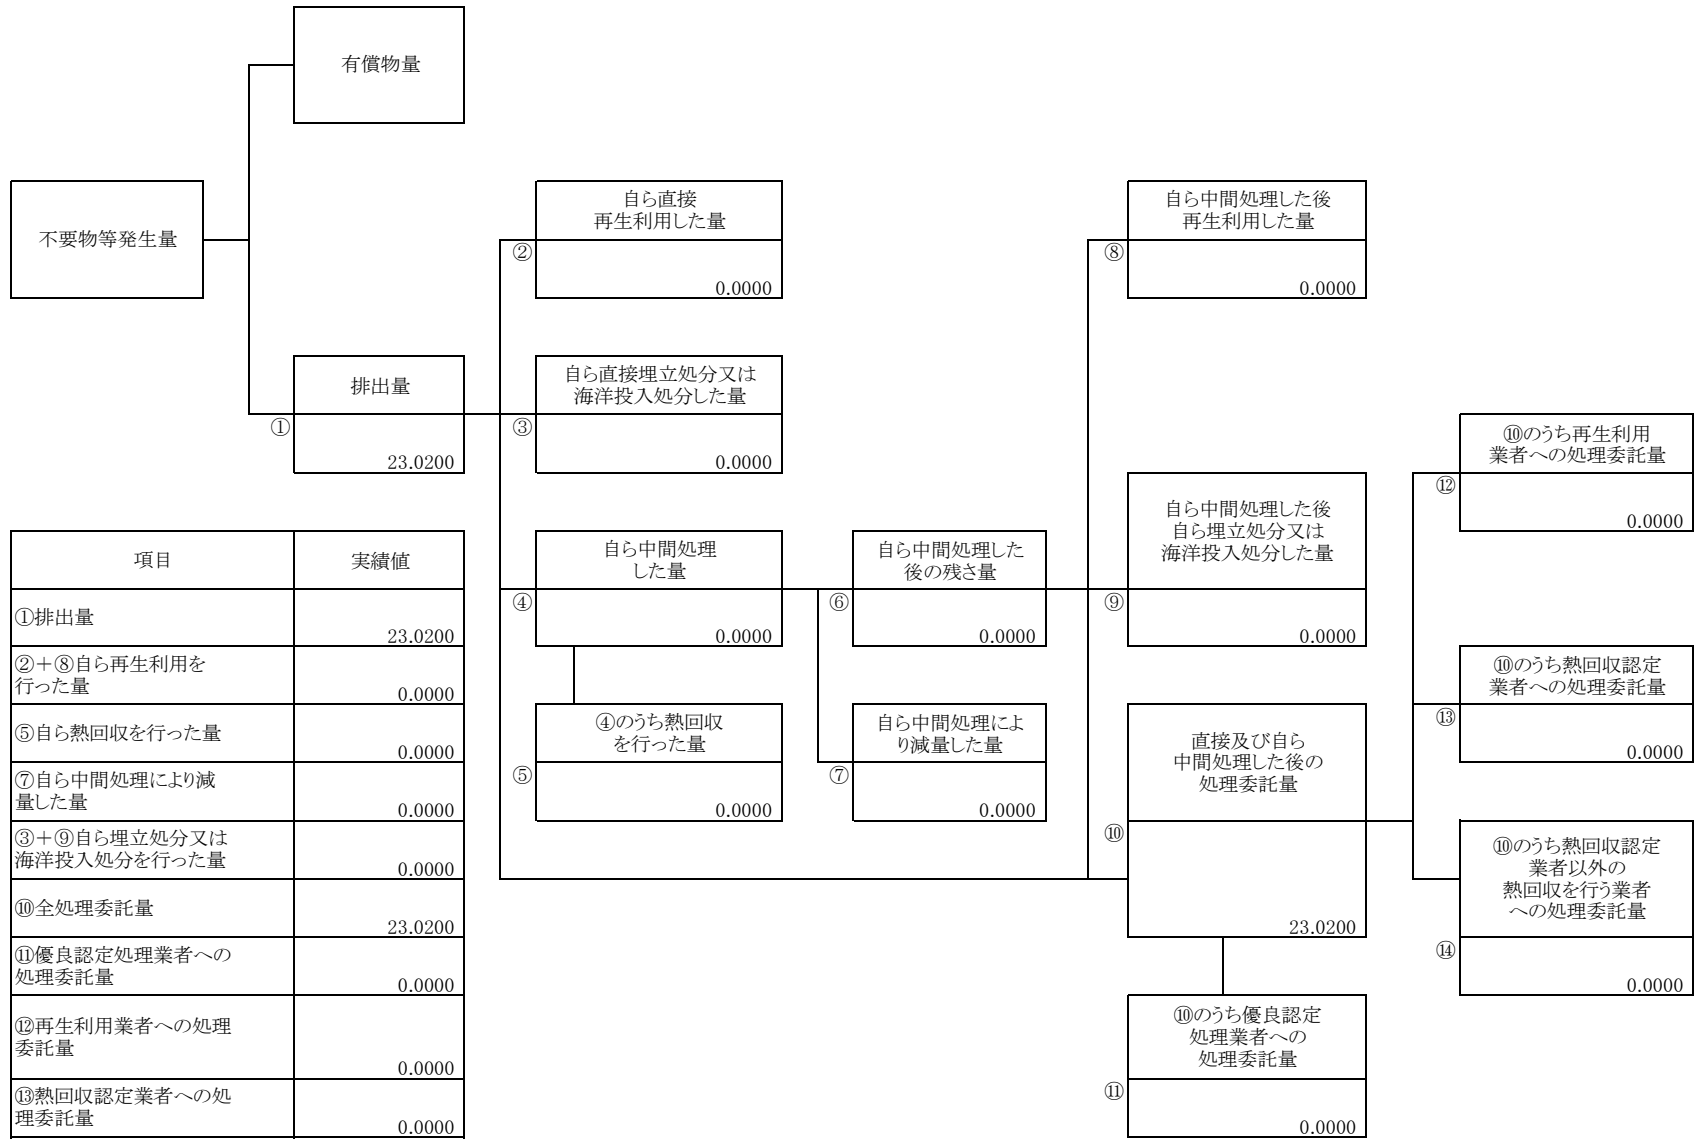 有償物量
不要物等発生量
自ら直接
再生利用した量
②
0.0000
自ら中間処理した後
再生利用した量
⑧
0.0000
排出量
①
23.0200
自ら直接埋立処分又は
海洋投入処分した量
③
0.0000
⑩のうち再生利用
業者への処理委託量
⑫
0.0000
自ら中間処理
した量
④
0.0000
自ら中間処理した
後の残さ量
⑥
0.0000
自ら中間処理した後
自ら埋立処分又は
海洋投入処分した量
⑨
0.0000
⑩のうち熱回収認定
業者への処理委託量
⑬
0.0000
④のうち熱回収
を行った量
⑤
0.0000
自ら中間処理によ
り減量した量
⑦
0.0000
直接及び自ら
中間処理した後の
処理委託量
⑩
23.0200
⑩のうち熱回収認定
業者以外の
熱回収を行う業者
への処理委託量
⑭
0.0000
⑩のうち優良認定
処理業者への
処理委託量
⑪
0.0000
項目 実績値
①排出量
23.0200
②+⑧自ら再生利用を
行った量
0.0000
⑤自ら熱回収を行った量
0.0000
⑦自ら中間処理により減
量した量
0.0000
③+⑨自ら埋立処分又は
海洋投入処分を行った量
0.0000
⑩全処理委託量
23.0200
⑪優良認定処理業者への
処理委託量
0.0000
⑫再生利用業者への処理
委託量
0.0000
⑬熱回収認定業者への処
理委託量
0.0000